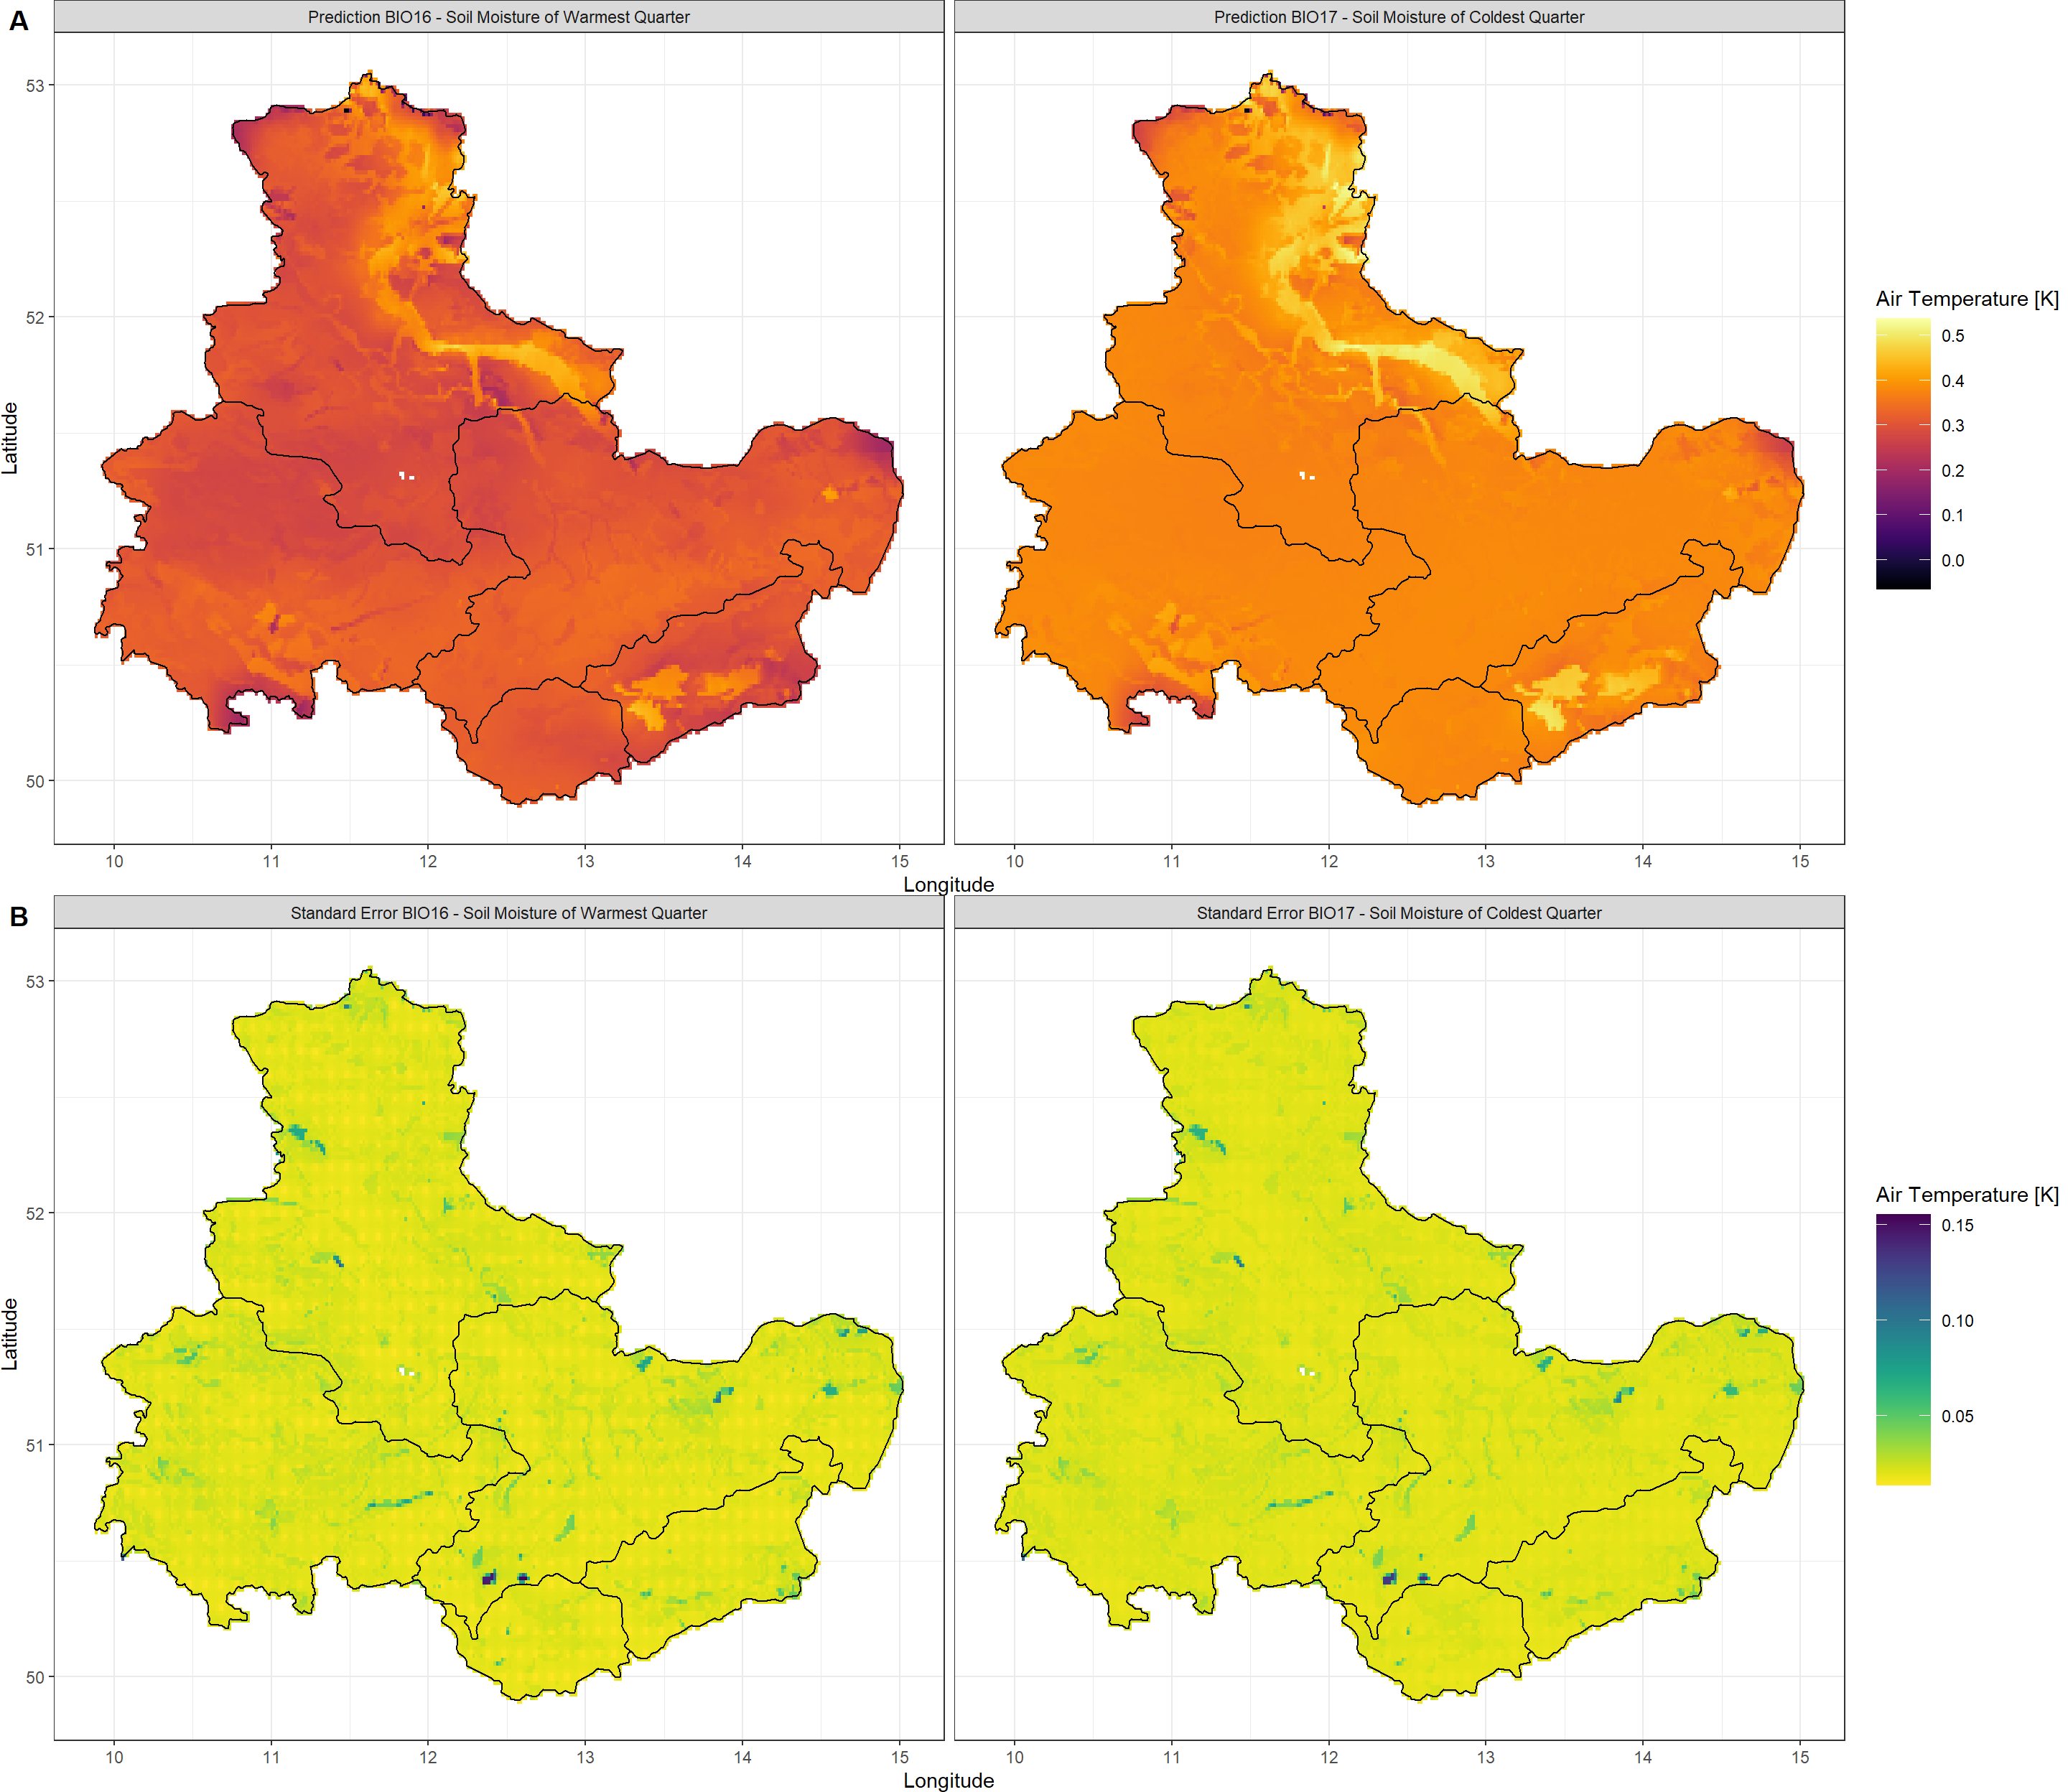 A
Prediction BIO16 - Soil Moisture of Warmest Quarter
Prediction BIO17 - Soil Moisture of Coldest Quarter
53
52
51
50
Latitude
10 11 12 13 14 15
10 11 12 13 14 15
Longitude
Air Temperature [K]
0.5
0.4
0.3
0.2
0.1
0.0
B
Standard Error BIO16 - Soil Moisture of Warmest Quarter
Standard Error BIO17 - Soil Moisture of Coldest Quarter
53
52
51
50
Latitude
10 11 12 13 14 15
10 11 12 13 14 15
Longitude
Air Temperature [K]
0.15
0.10
0.05